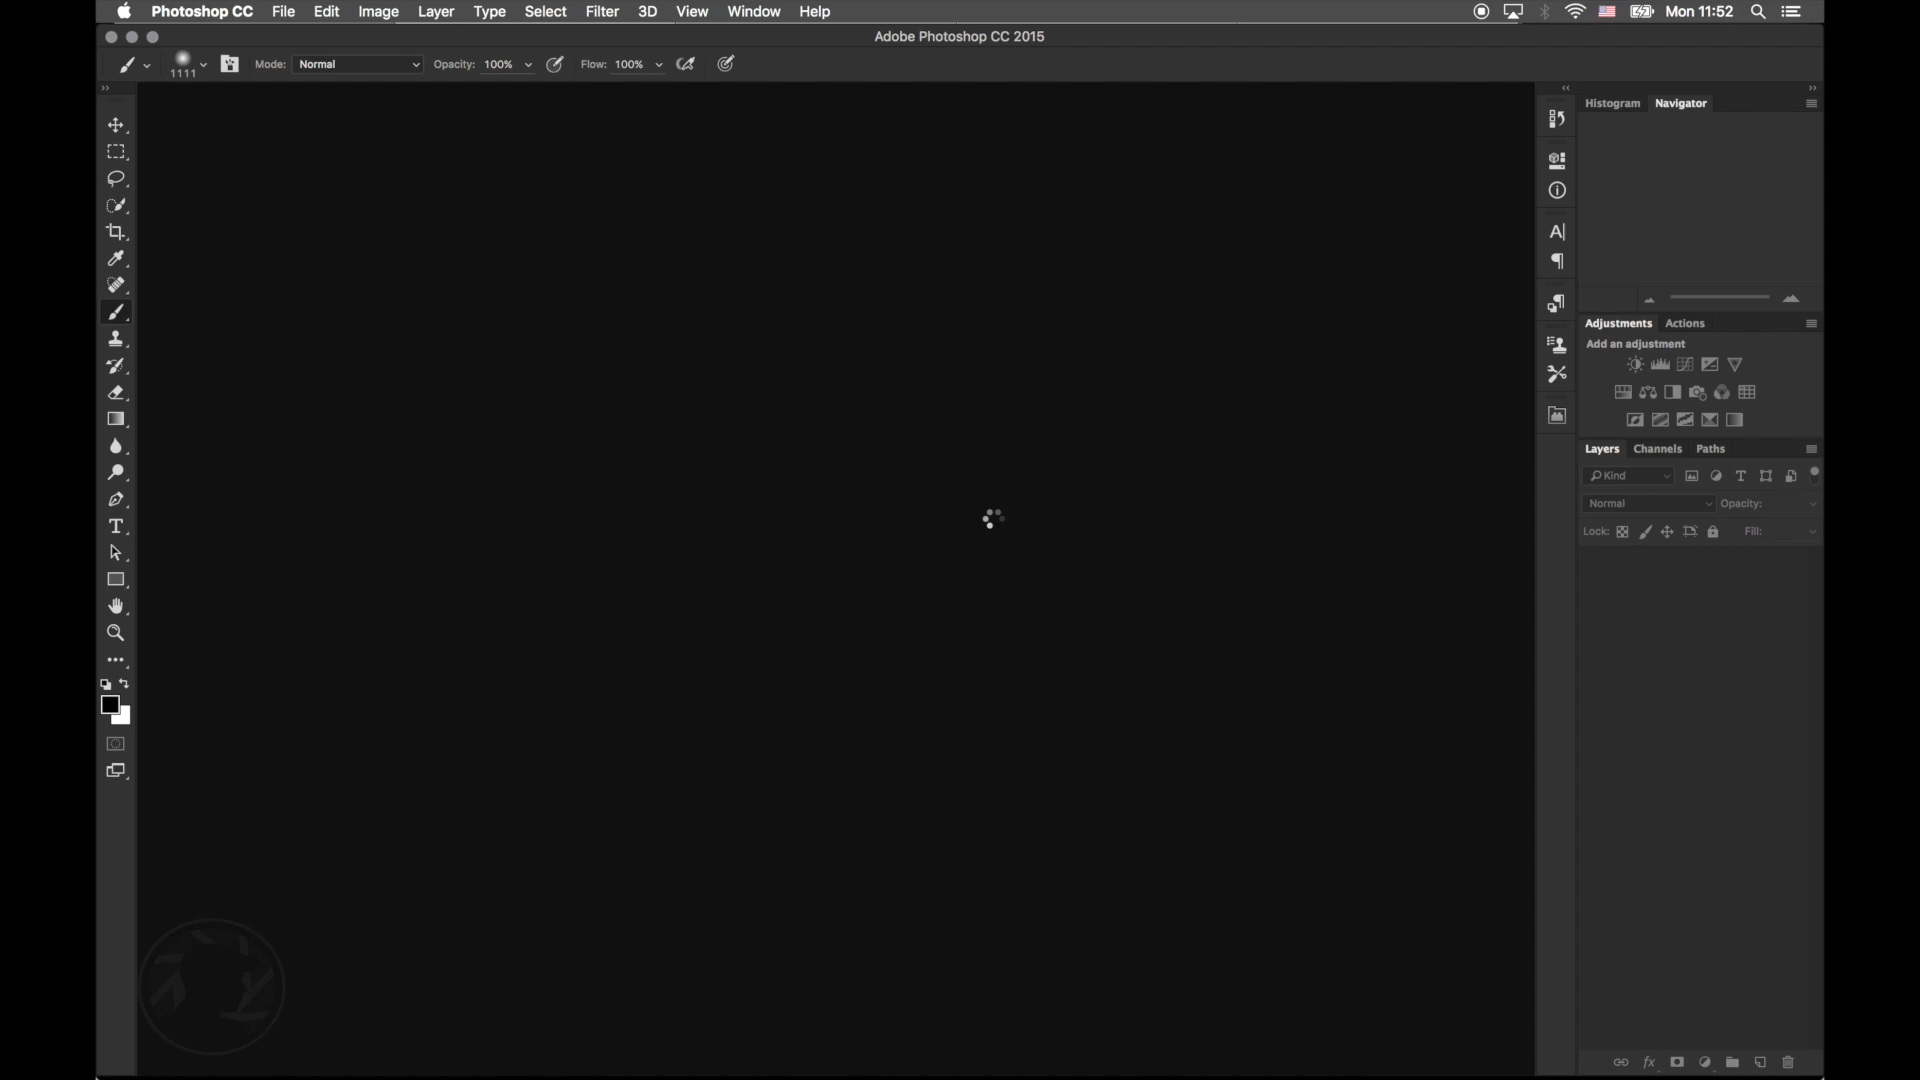 Photoshop CC File Edit Image Layer Type Select Filter 3D View Window Help Mon 11:52
Adobe Photoshop CC 2015
1111 Mode: Normal Opacity: 100% Flow: 100%
Histogram Navigator
Adjustments Actions
Add an adjustment
Layers Channels Paths
Kind
Normal Opacity:
Lock: Fill:
fx